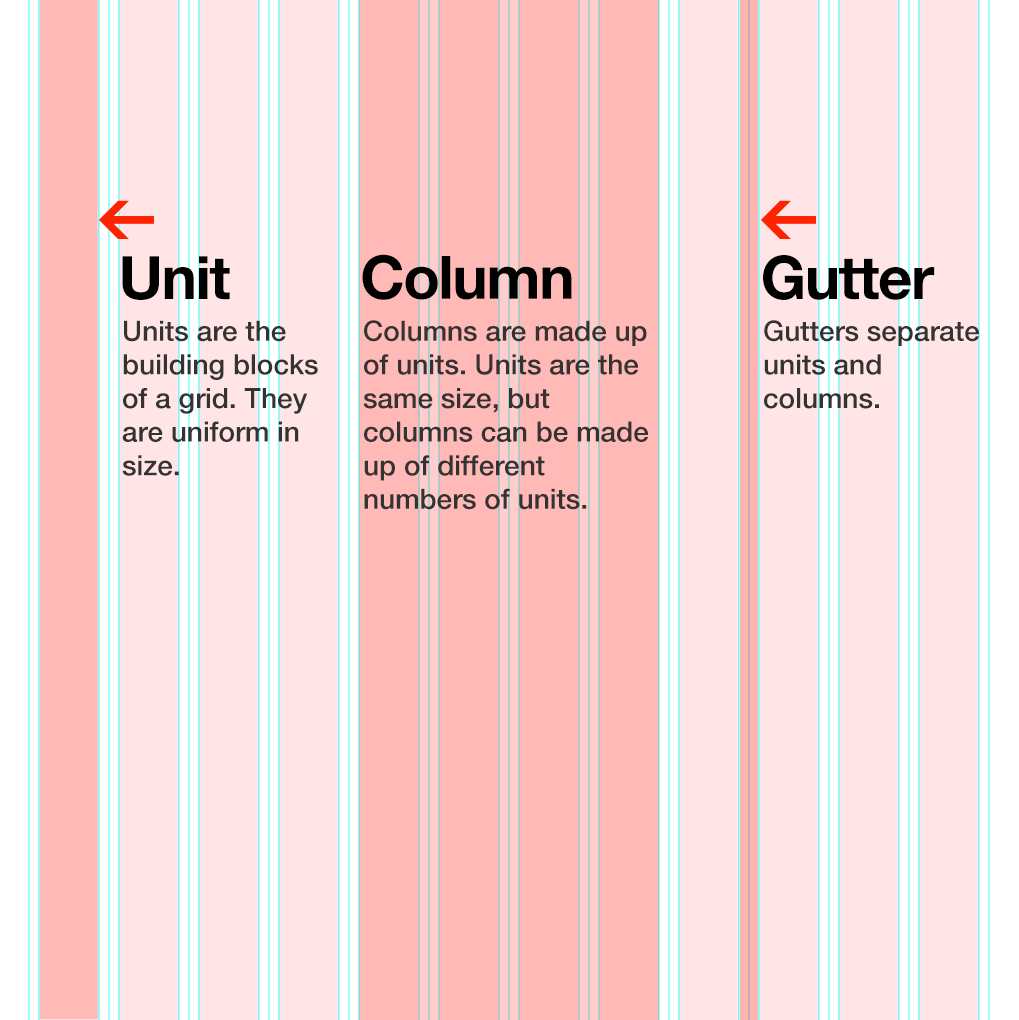 Unit
Units are the
building blocks
of a grid. They
are uniform in
size.
Column
Columns are made up
of units. Units are the
same size, but
columns can be made
up of different
numbers of units.
Gutter
Gutters separate
units and
columns.